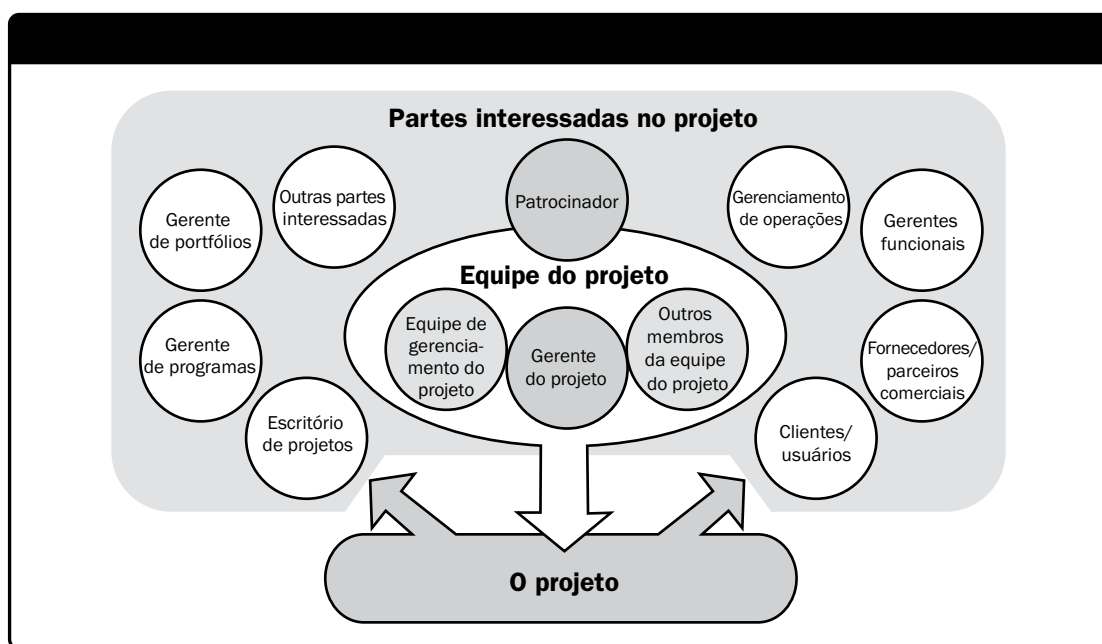 Partes interessadas no projeto
Gerente
de portfólios
Outras partes
interessadas
Patrocinador
Gerenciamento
de operações
Gerentes
funcionais
Equipe do projeto
Gerente
de programas
Equipe de
gerencia-
mento do
projeto
Gerente
do projeto
Outros
membros
da equipe
do projeto
Fornecedores/
parceiros
comerciais
Escritório
de projetos
Clientes/
usuários
O projeto